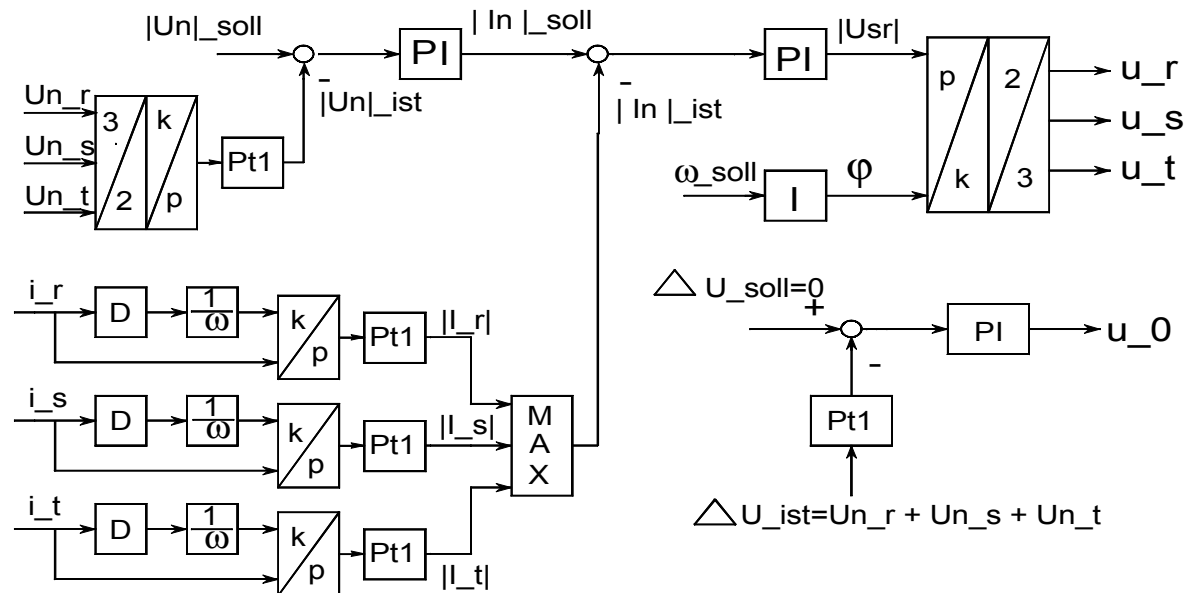 |Un|_soll
-
|Un|_ist
PI
| In |_soll
-
| In |_ist
PI
|Usr|
p
k
2
3
u_r
u_s
u_t
Un_r
Un_s
Un_t
3
2
k
p
Pt1
ω_soll
I
φ
i_r
D
1
ω
k
p
Pt1
|I_r|
i_s
D
1
ω
k
p
Pt1
|I_s|
i_t
D
1
ω
k
p
Pt1
|I_t|
M
A
X
△ U_soll=0
+
-
PI
u_0
Pt1
△ U_ist=Un_r + Un_s + Un_t